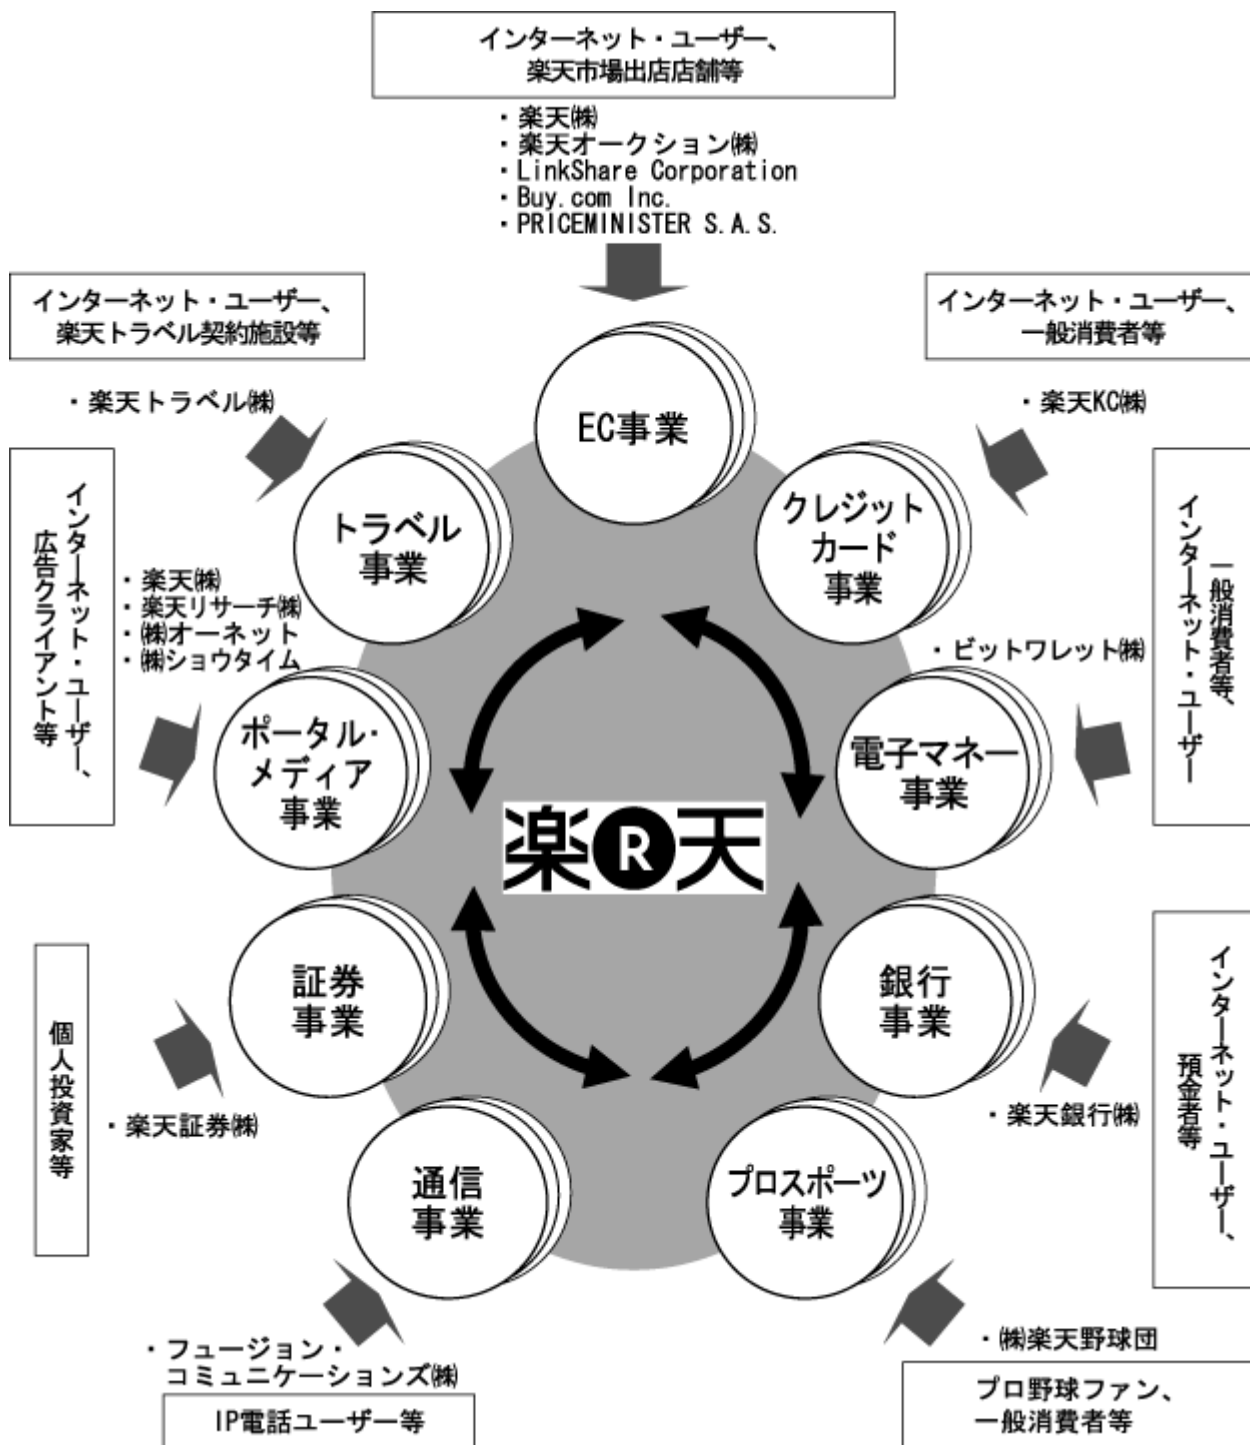 インターネット・ユーザー、
楽天市場出店店舗等
・楽天㈱
・楽天オークション㈱
・LinkShare Corporation
・Buy.com Inc.
・PRICEMINISTER S.A.S.
インターネット・ユーザー、
楽天トラベル契約施設等
・楽天トラベル㈱
インターネット・ユーザー、
一般消費者等
・楽天KC㈱
EC事業
トラベル
事業
クレジット
カード
事業
インターネット・ユーザー、
広告クライアント等
・楽天㈱
・楽天リサーチ㈱
・㈱オーネット
・㈱ショウタイム
一般消費者等、
インターネット・ユーザー
・ビットワレット㈱
ポータル・
メディア
事業
電子マネー
事業
楽R天
証券
事業
銀行
事業
個人投資家等
・楽天証券㈱
インターネット・ユーザー、
預金者等
・楽天銀行㈱
通信
事業
プロスポーツ
事業
・フュージョン・
コミュニケーションズ㈱
IP電話ユーザー等
・㈱楽天野球団
プロ野球ファン、
一般消費者等